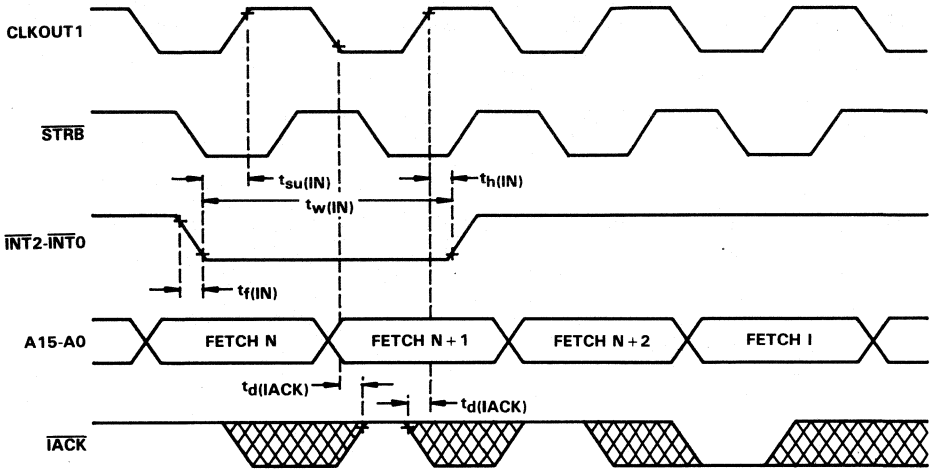 CLKOUT1
STRB
tsu(IN)
th(IN)
tw(IN)
INT2-INT0
tf(IN)
A15-A0
FETCH N
FETCH N + 1
FETCH N + 2
FETCH I
td(IACK)
td(IACK)
IACK